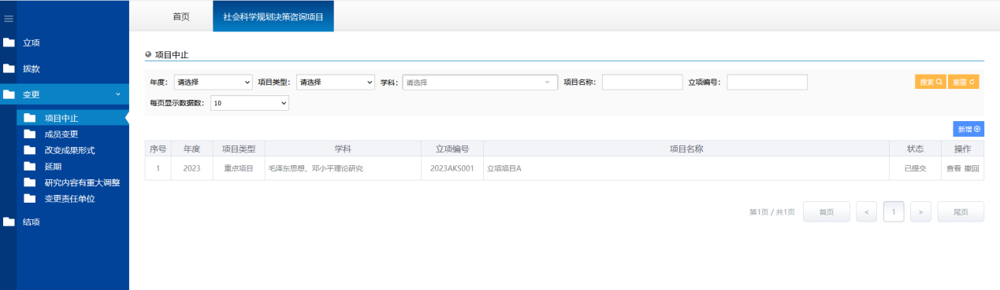 首页 社会科学规划决策咨询项目
立项
拨款
变更
项目中止
成员变更
改变成果形式
延期
研究内容有重大调整
变更责任单位
结项
项目中止
年度： 请选择 项目类型： 请选择 学科： 请选择 项目名称： 立项编号： 搜索 重置
每页显示数据数： 10
新增
序号 年度 项目类型 学科 立项编号 项目名称 状态 操作
1 2023 重点项目 毛泽东思想、邓小平理论研究 2023AKS001 立项项目A 已提交 查看 撤回
第1页 / 共1页 首页 < 1 > 尾页